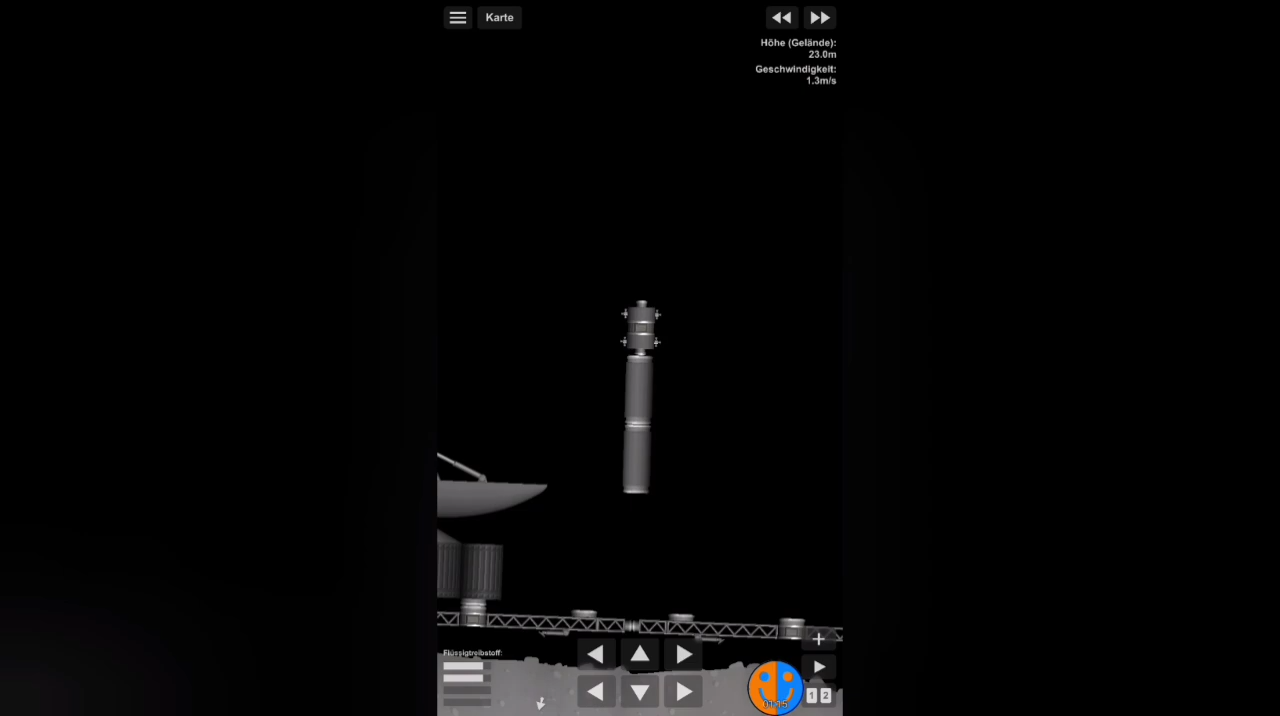 Karte
Höhe (Gelände):
23.0m
Geschwindigkeit:
1.3m/s
Flüssigtreibstoff:
1 2